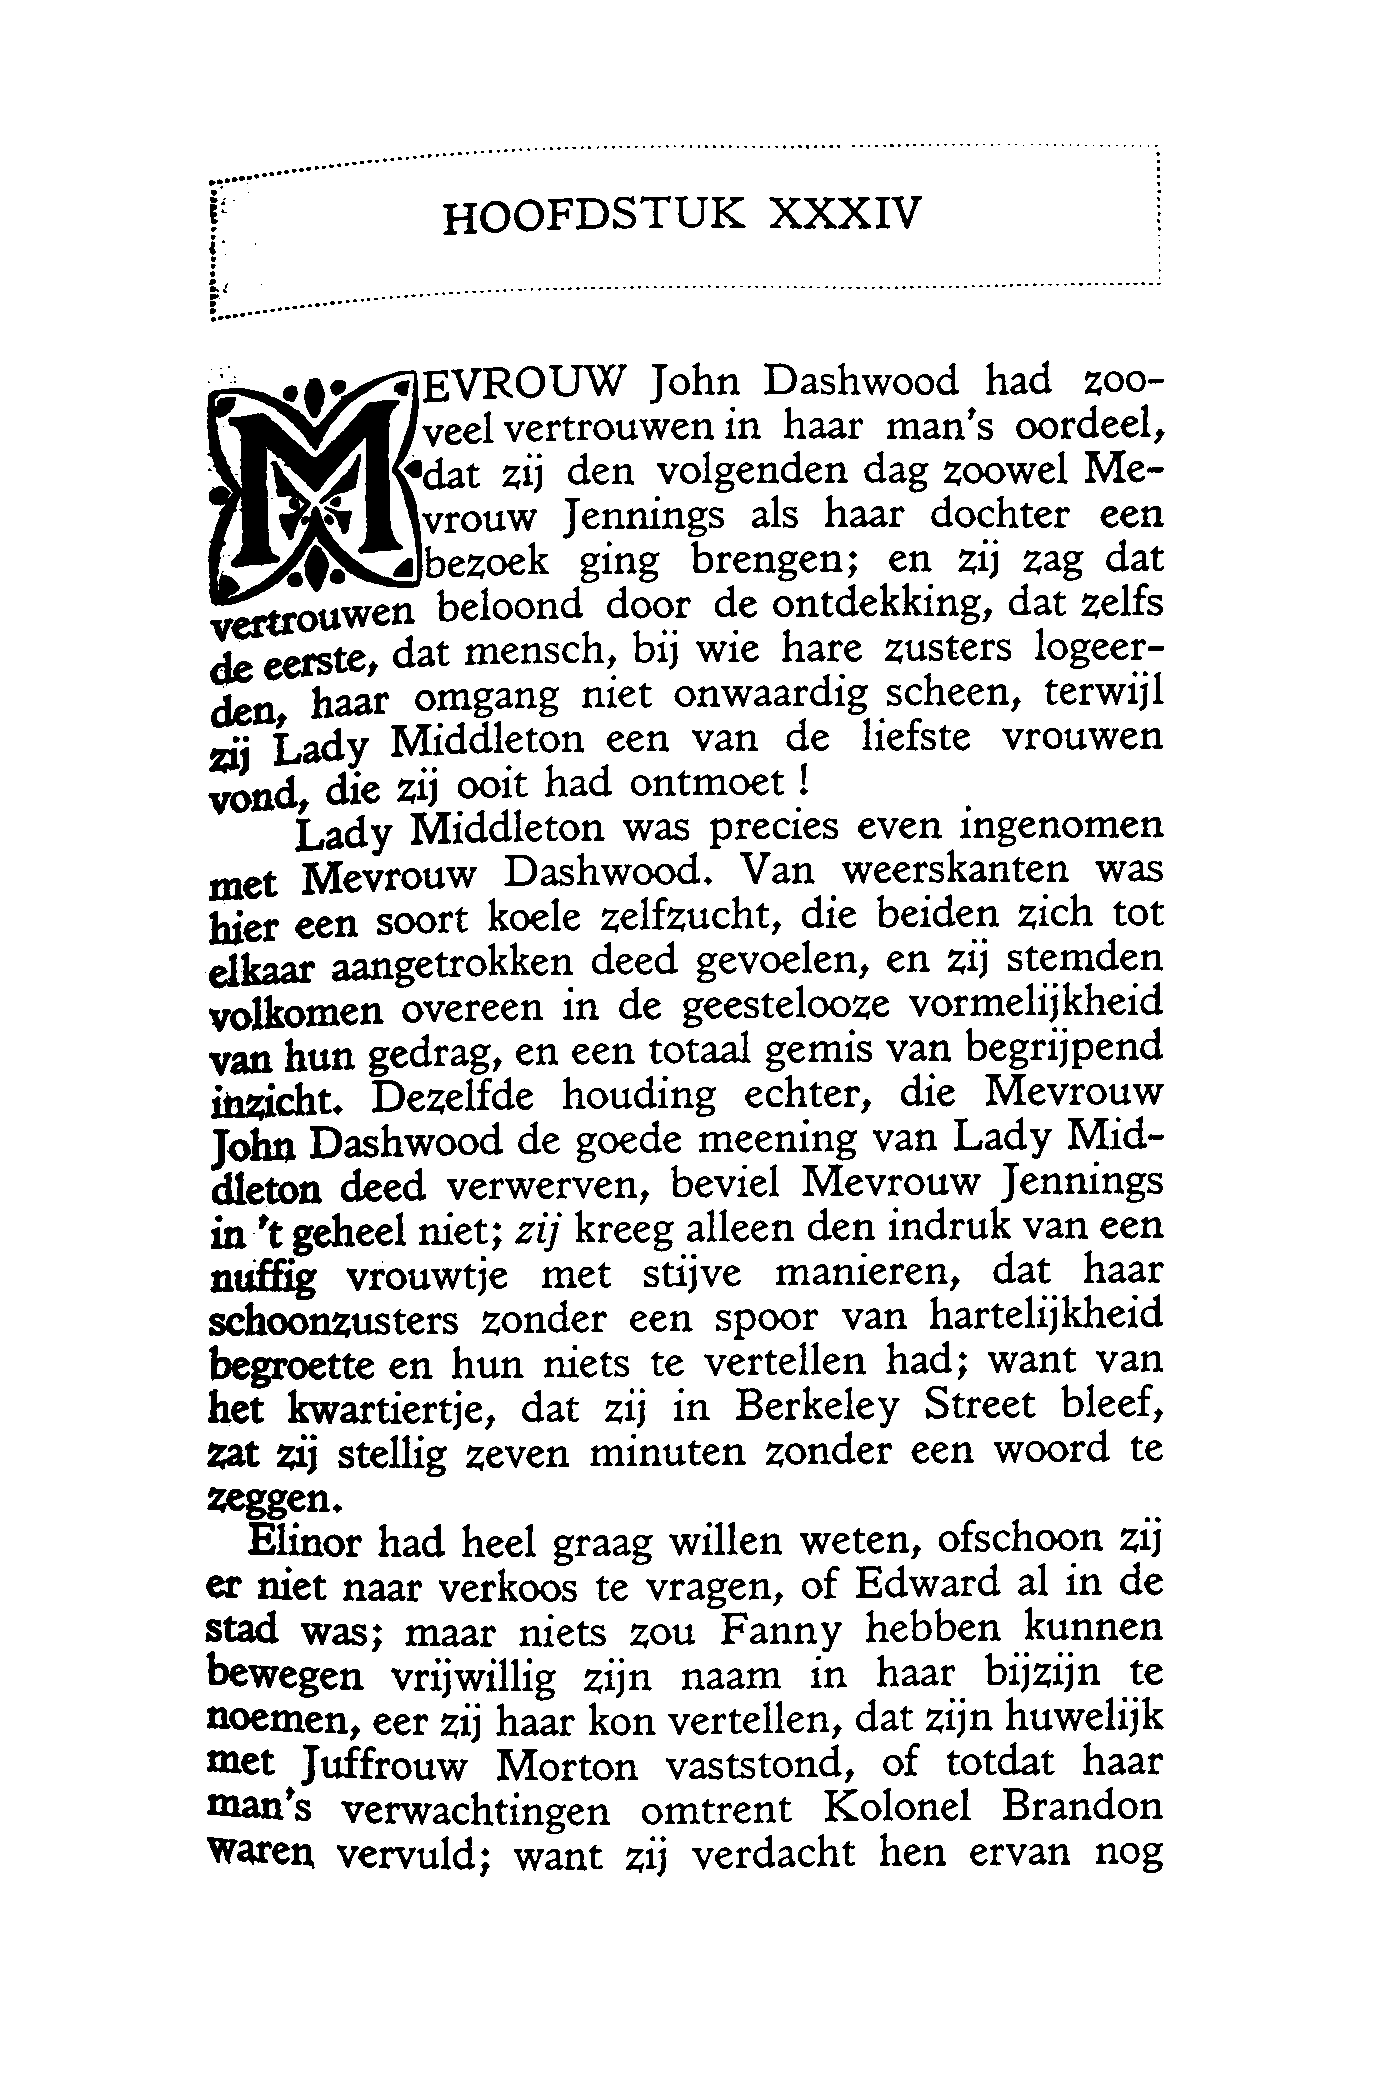 HOOFDSTUK XXXIV
MEVROUW John Dashwood had zoo-
veel vertrouwen in haar man's oordeel,
dat zij den volgenden dag zoowel Me-
vrouw Jennings als haar dochter een
bezoek ging brengen; en zij zag dat
vertrouwen beloond door de ontdekking, dat zelfs
de eerste, dat mensch, bij wie hare zusters logeer-
den, haar omgang niet onwaardig scheen, terwijl
zij Lady Middleton een van de liefste vrouwen
vond, die zij ooit had ontmoet !
Lady Middleton was precies even ingenomen
met Mevrouw Dashwood. Van weerskanten was
hier een soort koele zelfzucht, die beiden zich tot
elkaar aangetrokken deed gevoelen, en zij stemden
volkomen overeen in de geestelooze vormelijkheid
van hun gedrag, en een totaal gemis van begrijpend
inzicht. Dezelfde houding echter, die Mevrouw
John Dashwood de goede meening van Lady Mid-
dleton deed verwerven, beviel Mevrouw Jennings
in 't geheel niet; zij kreeg alleen den indruk van een
nuffig vrouwtje met stijve manieren, dat haar
schoonzusters zonder een spoor van hartelijkheid
begroette en hun niets te vertellen had; want van
het kwartiertje, dat zij in Berkeley Street bleef,
zat zij stellig zeven minuten zonder een woord te
zeggen.
Elinor had heel graag willen weten, ofschoon zij
er niet naar verkoos te vragen, of Edward al in de
stad was; maar niets zou Fanny hebben kunnen
bewegen vrijwillig zijn naam in haar bijzijn te
noemen, eer zij haar kon vertellen, dat zijn huwelijk
met Juffrouw Morton vaststond, of totdat haar
man's verwachtingen omtrent Kolonel Brandon
waren vervuld; want zij verdacht hen ervan nog